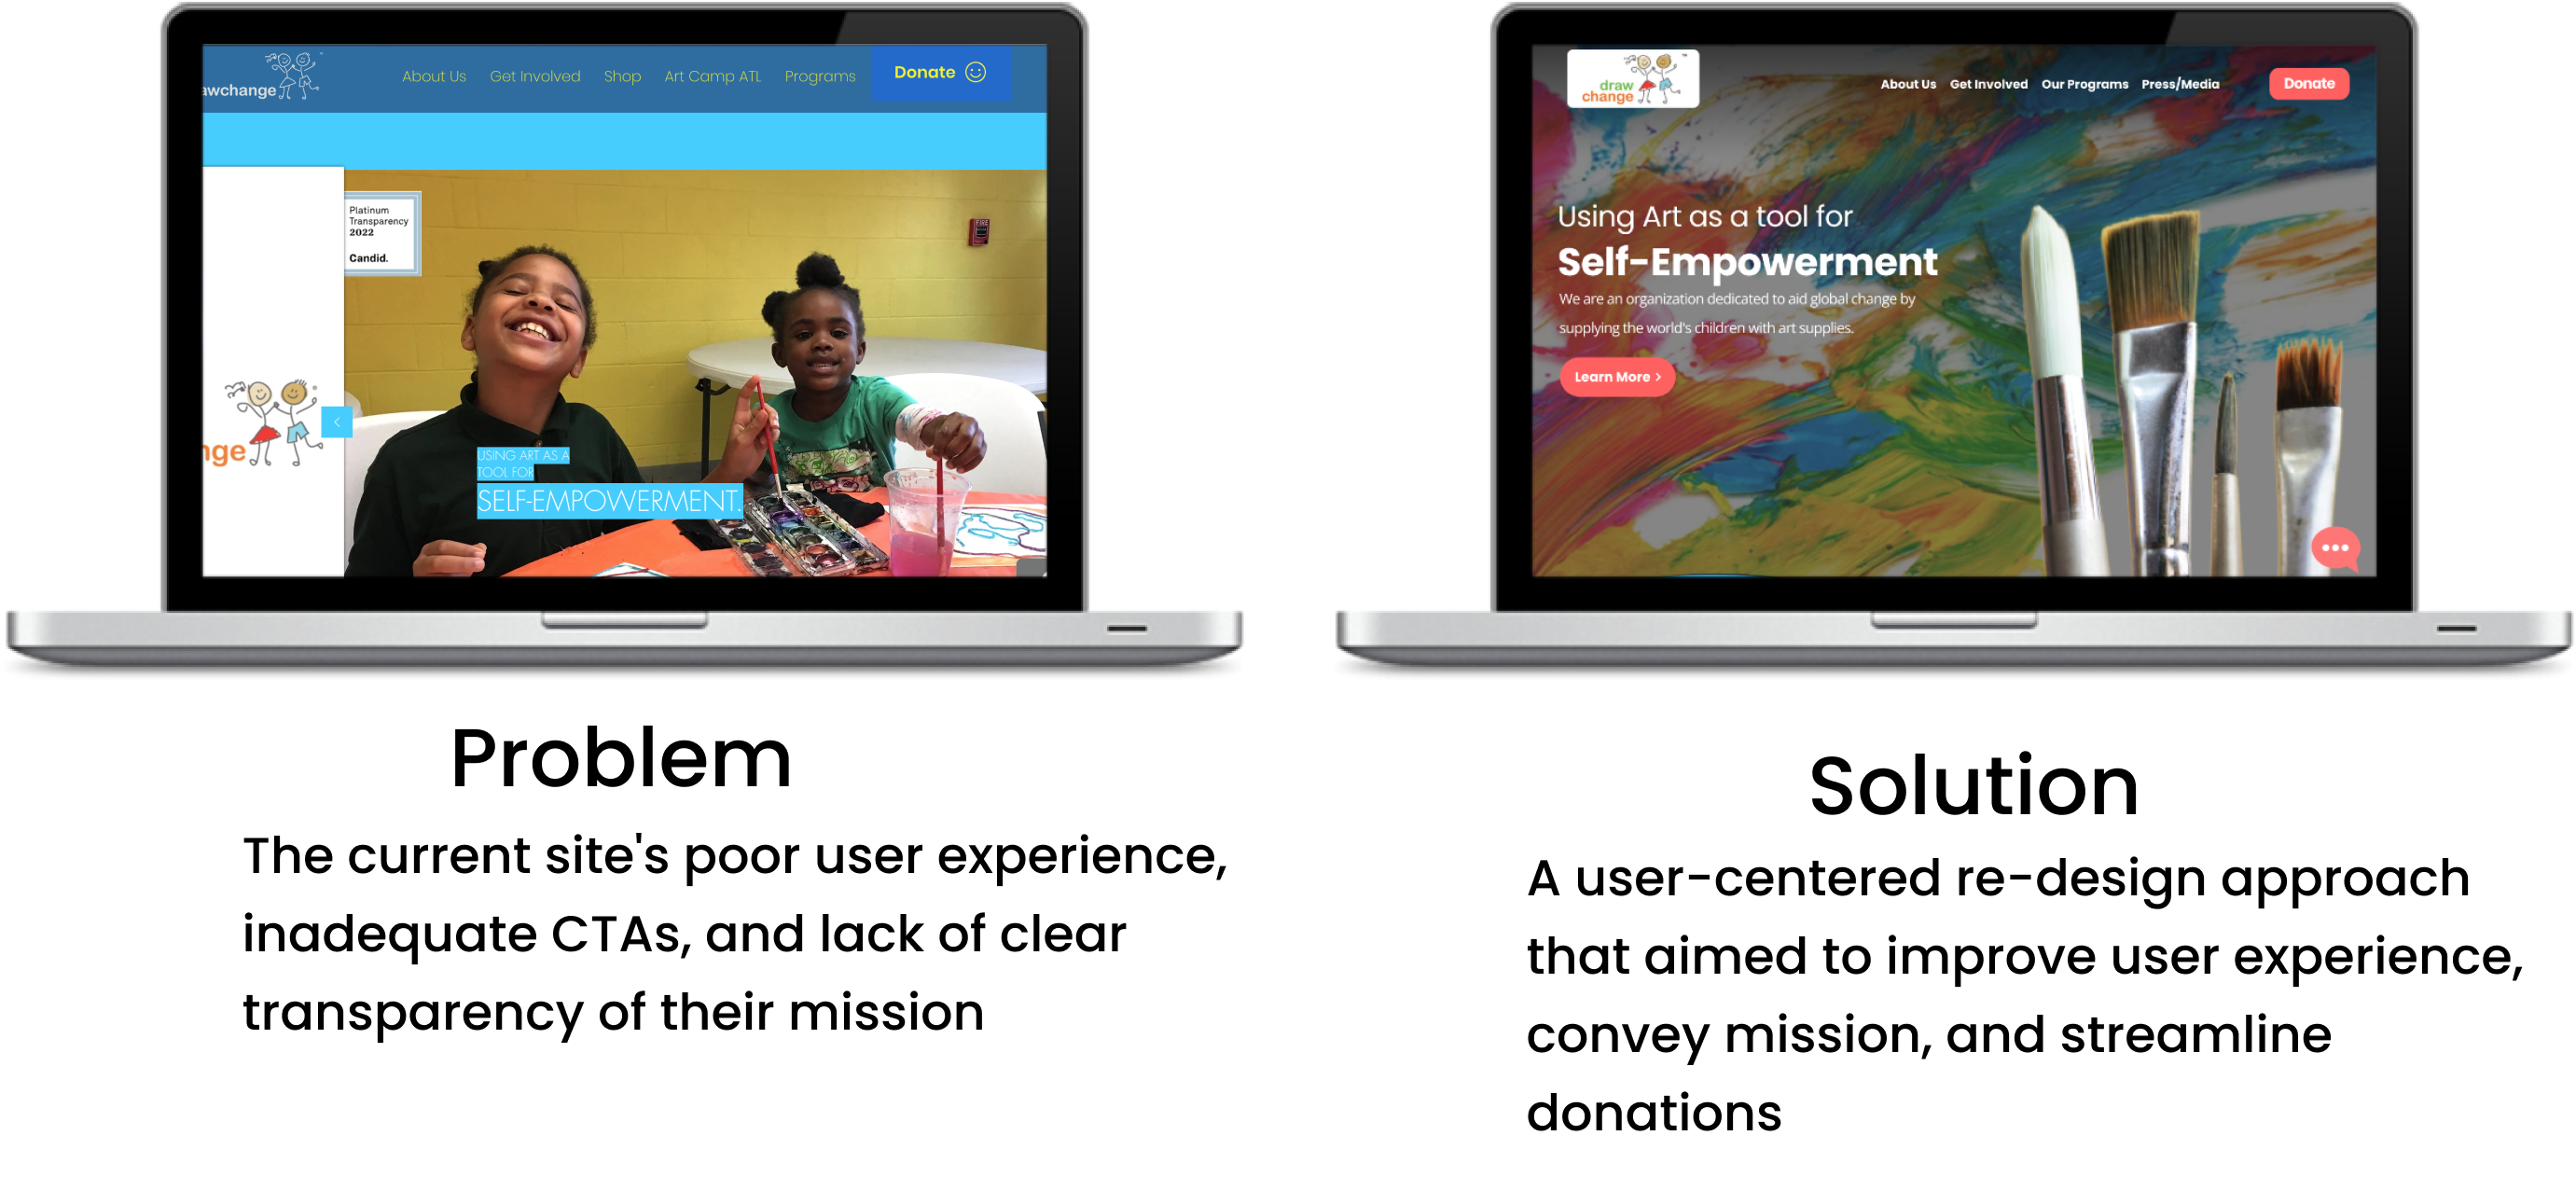 awchange
About Us Get Involved Shop Art Camp ATL Programs Donate
Platinum
Transparency
2022
Candid.
FIRE
nge
USING ART AS A
TOOL FOR
SELF-EMPOWERMENT.
draw
change
About Us Get Involved Our Programs Press/Media Donate
Using Art as a tool for
Self-Empowerment
We are an organization dedicated to aid global change by
supplying the world's children with art supplies.
Learn More >
Problem
The current site's poor user experience,
inadequate CTAs, and lack of clear
transparency of their mission
Solution
A user-centered re-design approach
that aimed to improve user experience,
convey mission, and streamline
donations